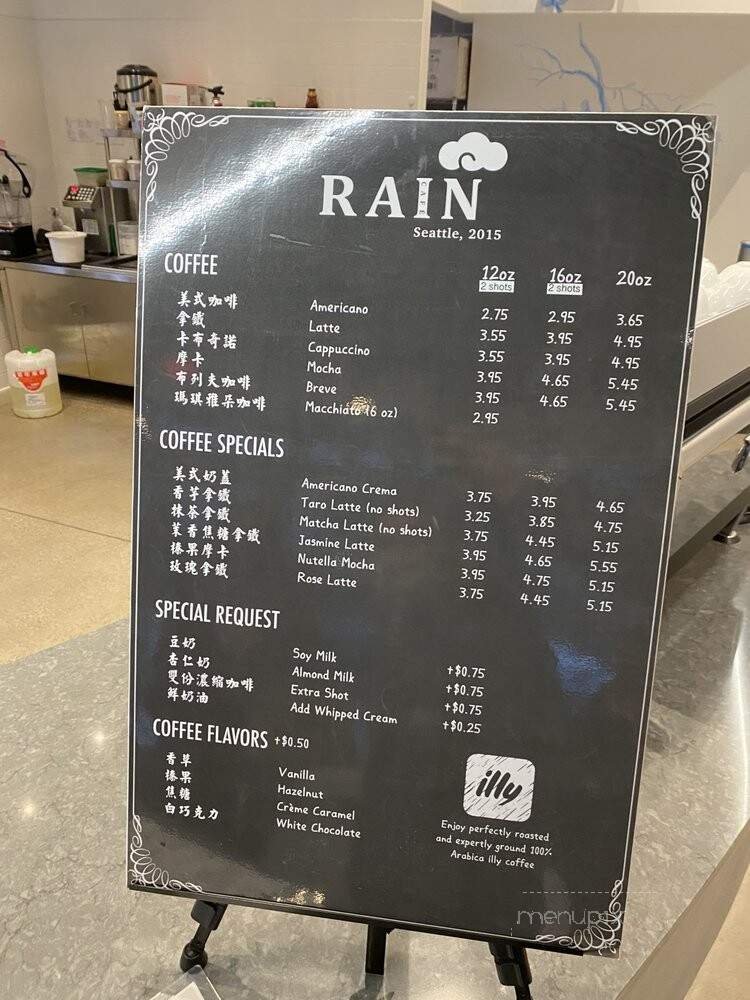 RAIN
CAFE
Seattle, 2015
COFFEE 12oz 16oz 20oz
2 shots 2 shots
美式咖啡 Americano 2.75 2.95 3.65
拿鐵 Latte 3.55 3.95 4.95
卡布奇諾 Cappuccino 3.55 3.95 4.95
摩卡 Mocha 3.95 4.65 5.45
布列夫咖啡 Breve 3.95 4.65 5.45
瑪琪雅朵咖啡 Macchiato (6 oz) 2.95
COFFEE SPECIALS
美式奶蓋 Americano Crema 3.75 3.95 4.65
香芋拿鐵 Taro Latte (no shots) 3.25 3.85 4.75
抹茶拿鐵 Matcha Latte (no shots) 3.75 4.45 5.15
茉香焦糖拿鐵 Jasmine Latte 3.95 4.65 5.55
榛果摩卡 Nutella Mocha 3.95 4.75 5.15
玫瑰拿鐵 Rose Latte 3.75 4.45 5.15
SPECIAL REQUEST
豆奶 Soy Milk +$0.75
杏仁奶 Almond Milk +$0.75
雙份濃缩咖啡 Extra Shot +$0.75
鮮奶油 Add Whipped Cream +$0.25
COFFEE FLAVORS +$0.50
香草 Vanilla
榛果 Hazelnut
焦糖 Crème Caramel
白巧克力 White Chocolate
illy
Enjoy perfectly roasted
and expertly ground 100%
Arabica illy coffee